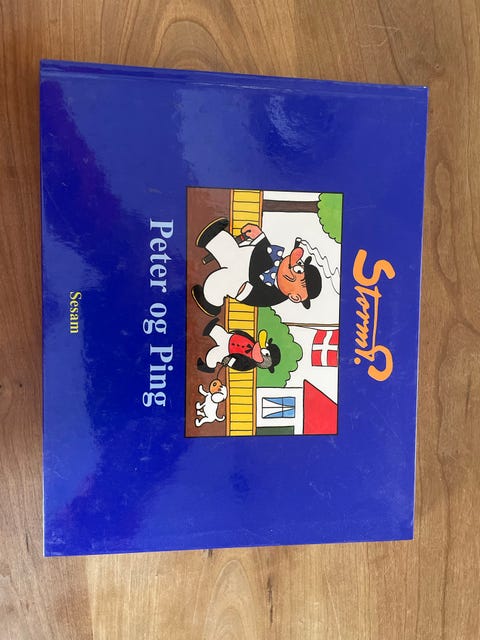 Storm P.
Peter og Ping
Sesam